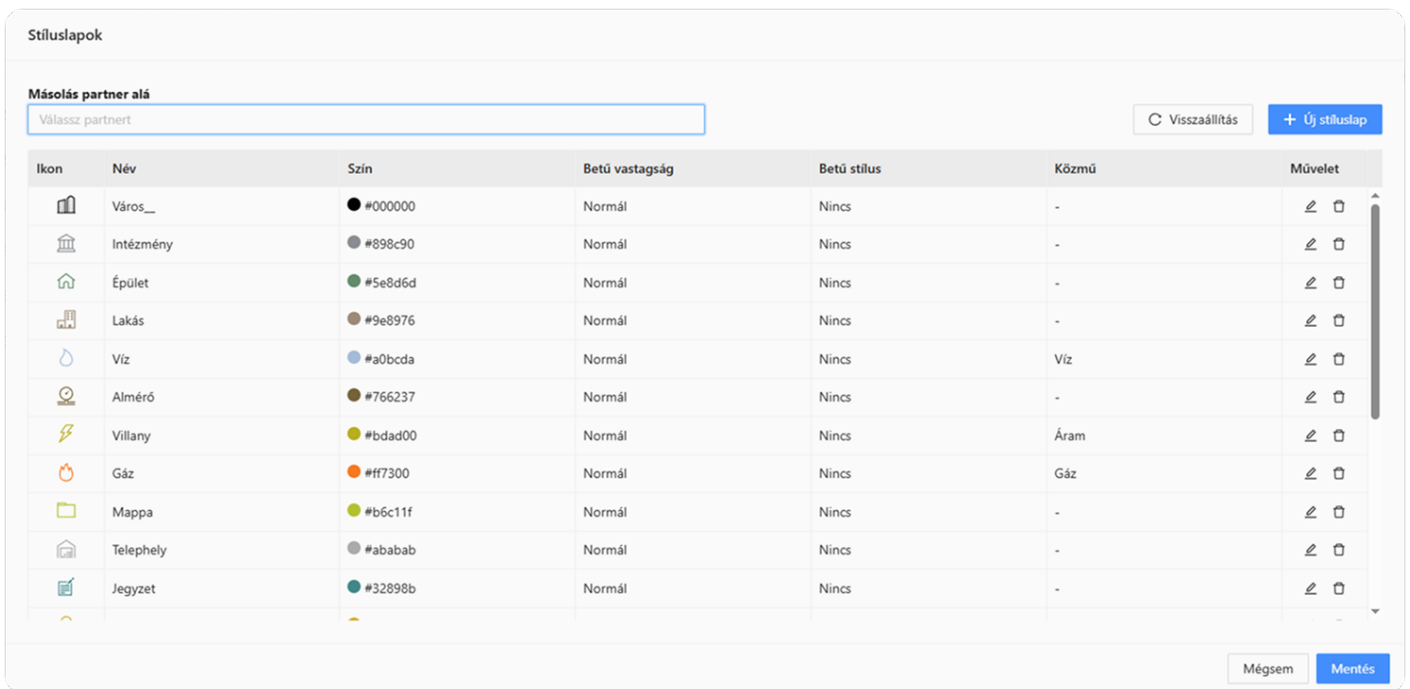 Stíluslapok
Másolás partner alá
Válassz partnert
Visszaállítás
+ Új stíluslap
Ikon Név Szín Betű vastagság Betű stílus Közmű Művelet
Város__ #000000 Normál Nincs -
Intézmény #898c90 Normál Nincs -
Épület #5e8d6d Normál Nincs -
Lakás #9e8976 Normál Nincs -
Víz #a0bcda Normál Nincs Víz
Almérő #766237 Normál Nincs -
Villany #bdad00 Normál Nincs Áram
Gáz #ff7300 Normál Nincs Gáz
Mappa #b6c11f Normál Nincs -
Telephely #ababab Normál Nincs -
Jegyzet #32898b Normál Nincs -
Mégsem
Mentés